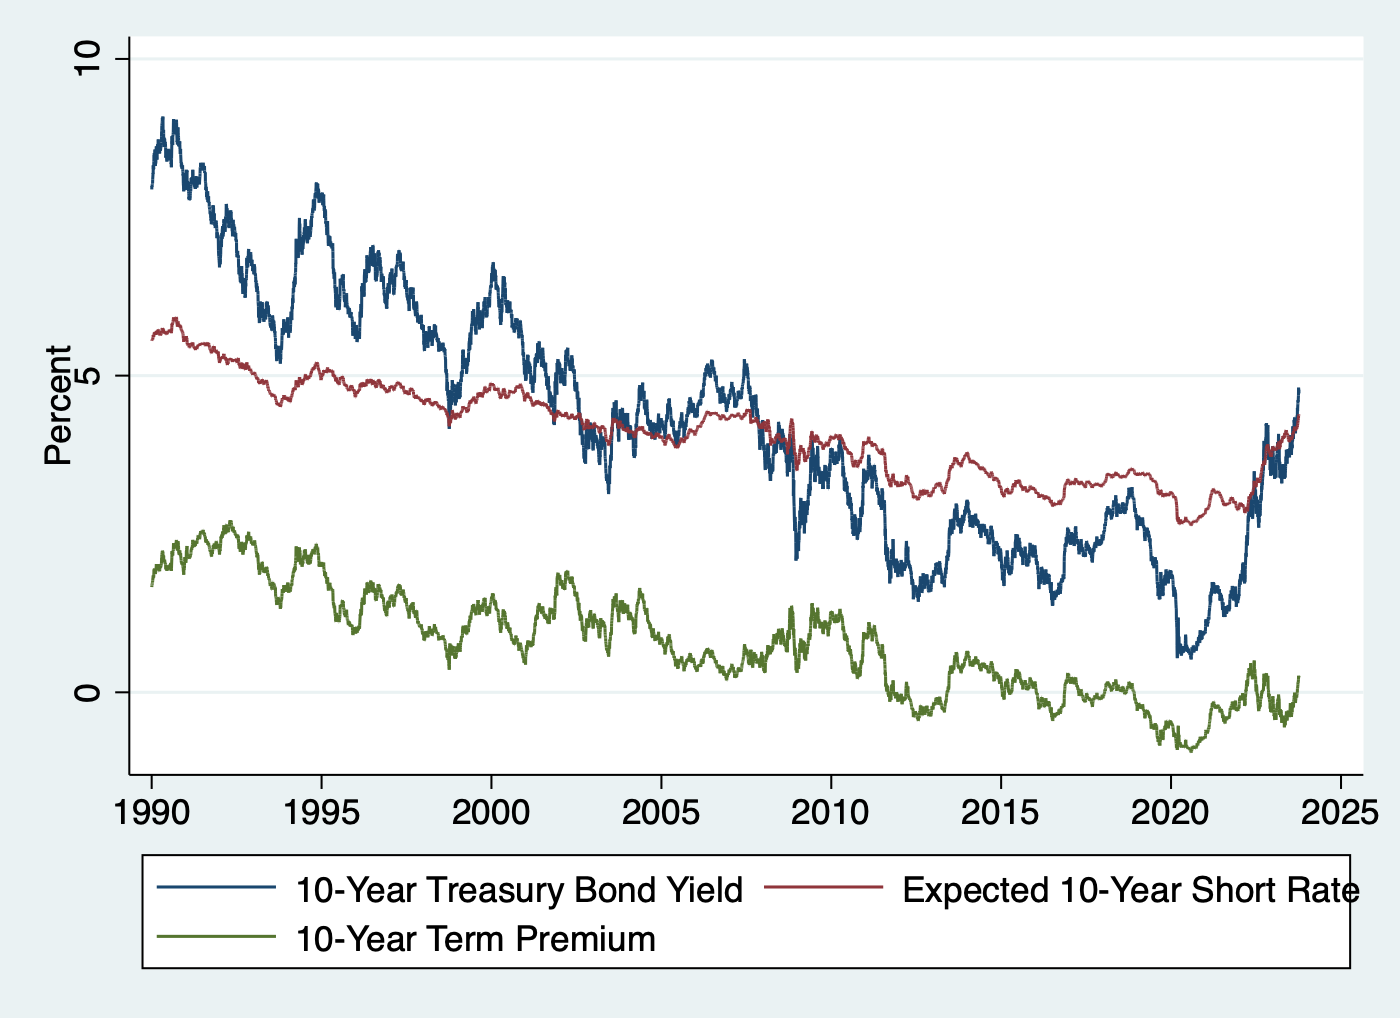 10
5
0
Percent
1990 1995 2000 2005 2010 2015 2020 2025
10-Year Treasury Bond Yield Expected 10-Year Short Rate
10-Year Term Premium